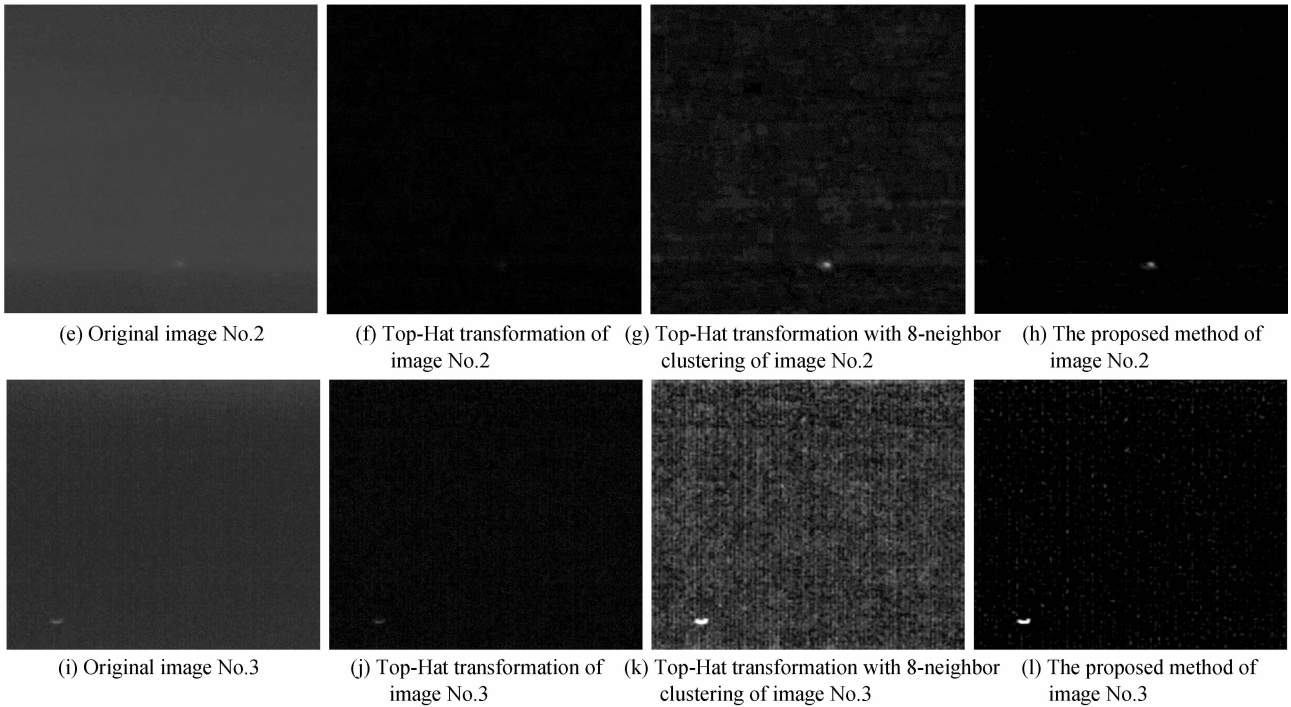 (e) Original image No.2
(f) Top-Hat transformation of
image No.2
(g) Top-Hat transformation with 8-neighbor
clustering of image No.2
(h) The proposed method of
image No.2
(i) Original image No.3
(j) Top-Hat transformation of
image No.3
(k) Top-Hat transformation with 8-neighbor
clustering of image No.3
(l) The proposed method of
image No.3